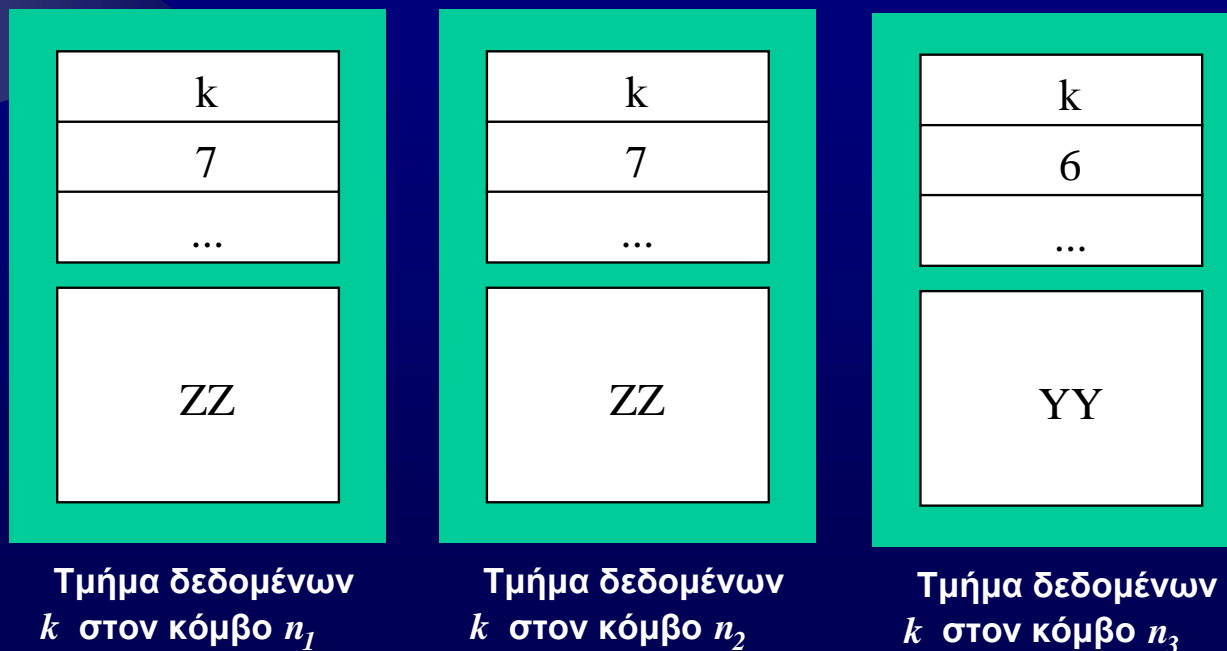 k
7
...
ZZ
Τμήμα δεδομένων
k στον κόμβο n₁
k
7
...
ZZ
Τμήμα δεδομένων
k στον κόμβο n₂
k
6
...
YY
Τμήμα δεδομένων
k στον κόμβο n₃